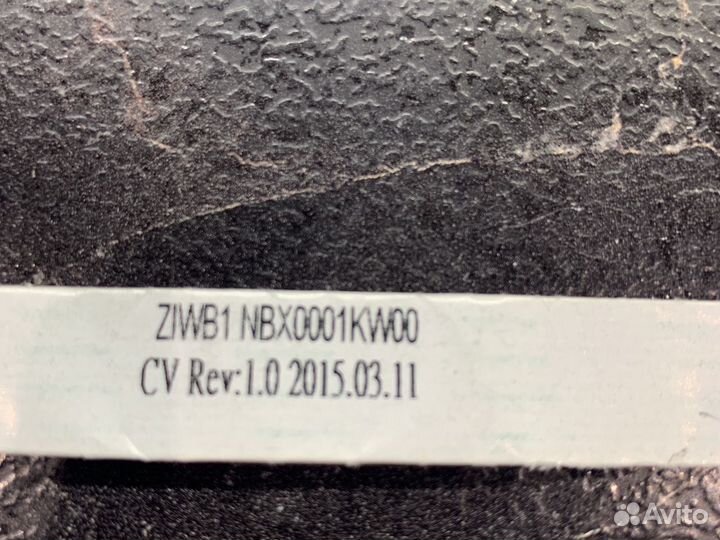 ZIWB1 NBX0001KW00
CV Rev:1.0 2015.03.11
Avito